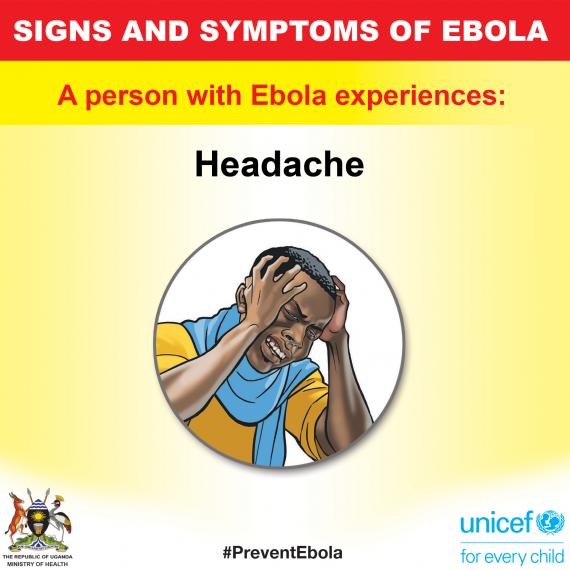 SIGNS AND SYMPTOMS OF EBOLA
A person with Ebola experiences:
Headache
THE REPUBLIC OF UGANDA
MINISTRY OF HEALTH
#PreventEbola
unicef
for every child